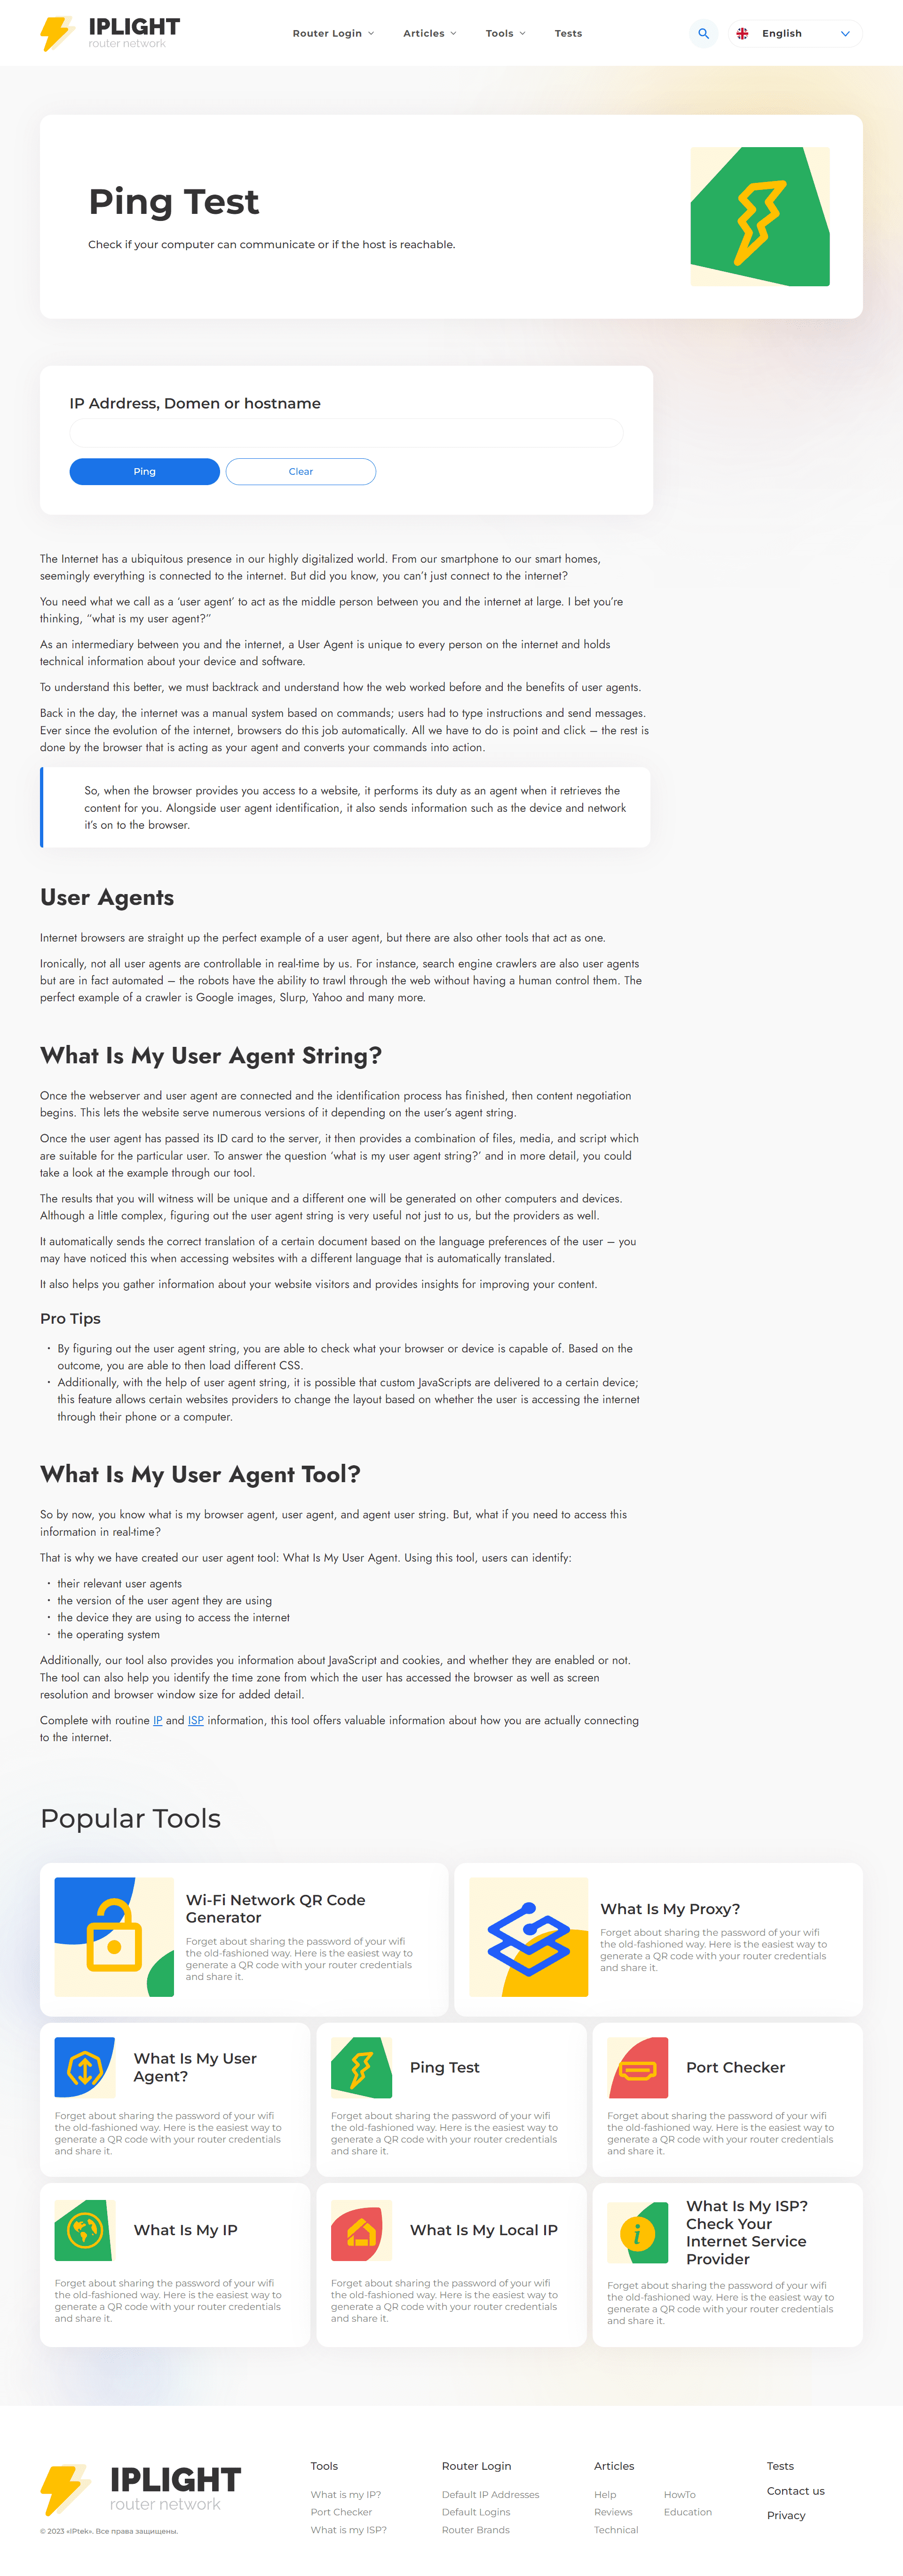 IPLIGHT
router network
Router Login
Articles
Tools
Tests
English
Ping Test
Check if your computer can communicate or if the host is reachable.
IP Adrdress, Domen or hostname
Ping
Clear
The Internet has a ubiquitous presence in our highly digitalized world. From our smartphone to our smart homes,
seemingly everything is connected to the internet. But did you know, you can’t just connect to the internet?
You need what we call as a ‘user agent’ to act as the middle person between you and the internet at large. I bet you’re
thinking, “what is my user agent?”
As an intermediary between you and the internet, a User Agent is unique to every person on the internet and holds
technical information about your device and software.
To understand this better, we must backtrack and understand how the web worked before and the benefits of user agents.
Back in the day, the internet was a manual system based on commands; users had to type instructions and send messages.
Ever since the evolution of the internet, browsers do this job automatically. All we have to do is point and click – the rest is
done by the browser that is acting as your agent and converts your commands into action.
So, when the browser provides you access to a website, it performs its duty as an agent when it retrieves the
content for you. Alongside user agent identification, it also sends information such as the device and network
it’s on to the browser.
User Agents
Internet browsers are straight up the perfect example of a user agent, but there are also other tools that act as one.
Ironically, not all user agents are controllable in real-time by us. For instance, search engine crawlers are also user agents
but are in fact automated – the robots have the ability to trawl through the web without having a human control them. The
perfect example of a crawler is Google images, Slurp, Yahoo and many more.
What Is My User Agent String?
Once the webserver and user agent are connected and the identification process has finished, then content negotiation
begins. This lets the website serve numerous versions of it depending on the user’s agent string.
Once the user agent has passed its ID card to the server, it then provides a combination of files, media, and script which
are suitable for the particular user. To answer the question ‘what is my user agent string?’ and in more detail, you could
take a look at the example through our tool.
The results that you will witness will be unique and a different one will be generated on other computers and devices.
Although a little complex, figuring out the user agent string is very useful not just to us, but the providers as well.
It automatically sends the correct translation of a certain document based on the language preferences of the user – you
may have noticed this when accessing websites with a different language that is automatically translated.
It also helps you gather information about your website visitors and provides insights for improving your content.
Pro Tips
• By figuring out the user agent string, you are able to check what your browser or device is capable of. Based on the
outcome, you are able to then load different CSS.
• Additionally, with the help of user agent string, it is possible that custom JavaScripts are delivered to a certain device;
this feature allows certain websites providers to change the layout based on whether the user is accessing the internet
through their phone or a computer.
What Is My User Agent Tool?
So by now, you know what is my browser agent, user agent, and agent user string. But, what if you need to access this
information in real-time?
That is why we have created our user agent tool: What Is My User Agent. Using this tool, users can identify:
• their relevant user agents
• the version of the user agent they are using
• the device they are using to access the internet
• the operating system
Additionally, our tool also provides you information about JavaScript and cookies, and whether they are enabled or not.
The tool can also help you identify the time zone from which the user has accessed the browser as well as screen
resolution and browser window size for added detail.
Complete with routine IP and ISP information, this tool offers valuable information about how you are actually connecting
to the internet.
Popular Tools
Wi-Fi Network QR Code
Generator
Forget about sharing the password of your wifi
the old-fashioned way. Here is the easiest way to
generate a QR code with your router credentials
and share it.
What Is My Proxy?
Forget about sharing the password of your wifi
the old-fashioned way. Here is the easiest way to
generate a QR code with your router credentials
and share it.
What Is My User
Agent?
Forget about sharing the password of your wifi
the old-fashioned way. Here is the easiest way to
generate a QR code with your router credentials
and share it.
Ping Test
Forget about sharing the password of your wifi
the old-fashioned way. Here is the easiest way to
generate a QR code with your router credentials
and share it.
Port Checker
Forget about sharing the password of your wifi
the old-fashioned way. Here is the easiest way to
generate a QR code with your router credentials
and share it.
What Is My IP
Forget about sharing the password of your wifi
the old-fashioned way. Here is the easiest way to
generate a QR code with your router credentials
and share it.
What Is My Local IP
Forget about sharing the password of your wifi
the old-fashioned way. Here is the easiest way to
generate a QR code with your router credentials
and share it.
What Is My ISP?
Check Your
Internet Service
Provider
Forget about sharing the password of your wifi
the old-fashioned way. Here is the easiest way to
generate a QR code with your router credentials
and share it.
IPLIGHT
router network
© 2023 «IPtek». Все права защищены.
Tools
What is my IP?
Port Checker
What is my ISP?
Router Login
Default IP Addresses
Default Logins
Router Brands
Articles
Help
Reviews
Technical
HowTo
Education
Tests
Contact us
Privacy